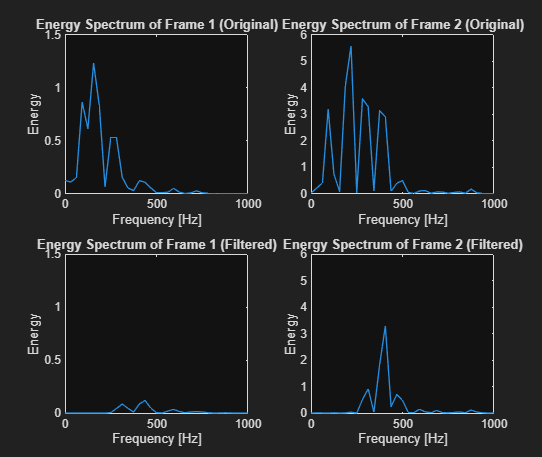 Energy Spectrum of Frame 1 (Original)
1.5
1
0.5
0
0
500
1000
Energy
Frequency [Hz]
Energy Spectrum of Frame 2 (Original)
6
5
4
3
2
1
0
0
500
1000
Energy
Frequency [Hz]
Energy Spectrum of Frame 1 (Filtered)
1.5
1
0.5
0
0
500
1000
Energy
Frequency [Hz]
Energy Spectrum of Frame 2 (Filtered)
6
5
4
3
2
1
0
0
500
1000
Energy
Frequency [Hz]